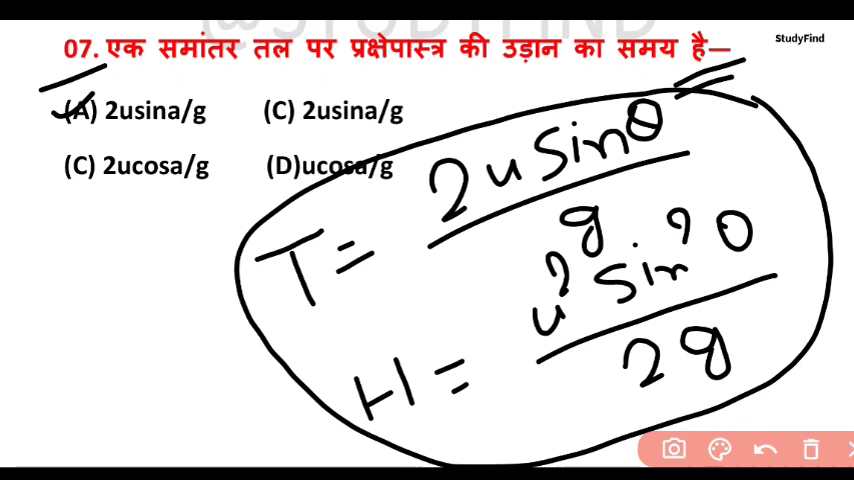 StudyFind
07. एक समांतर तल पर प्रक्षेपास्त्र की उड़ान का समय है—
(A) 2usina/g (C) 2usina/g
(C) 2ucosa/g (D)ucosa/g
T = 2u sinθ / g
H = u² sin²θ / 2g